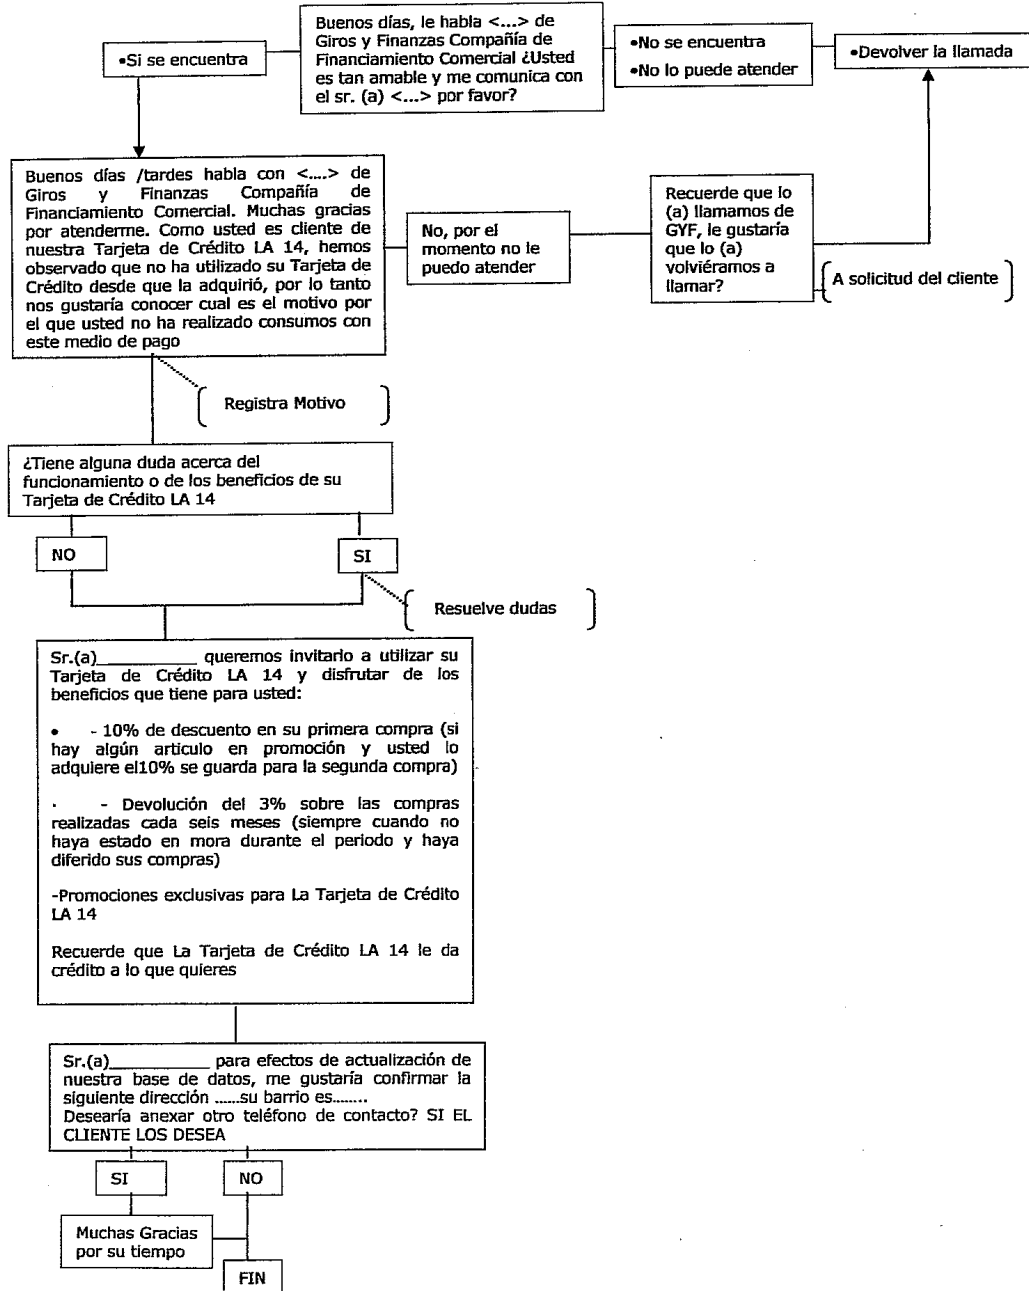 Buenos días, le habla <...> de
Giros y Finanzas Compañía de
Financiamiento Comercial ¿Usted
es tan amable y me comunica con
el sr. (a) <...> por favor?
•Si se encuentra
•No se encuentra
•No lo puede atender
•Devolver la llamada
Buenos días /tardes habla con <....> de
Giros y Finanzas Compañía de
Financiamiento Comercial. Muchas gracias
por atenderme. Como usted es cliente de
nuestra Tarjeta de Crédito LA 14, hemos
observado que no ha utilizado su Tarjeta de
Crédito desde que la adquirió, por lo tanto
nos gustaría conocer cual es el motivo por
el que usted no ha realizado consumos con
este medio de pago
No, por el
momento no le
puedo atender
Recuerde que lo
(a) llamamos de
GYF, le gustaría
que lo (a)
volviéramos a
llamar?
A solicitud del cliente
Registra Motivo
¿Tiene alguna duda acerca del
funcionamiento o de los beneficios de su
Tarjeta de Crédito LA 14
NO
SI
Resuelve dudas
Sr.(a)__________ queremos invitarlo a utilizar su
Tarjeta de Crédito LA 14 y disfrutar de los
beneficios que tiene para usted:
• - 10% de descuento en su primera compra (si
hay algún articulo en promoción y usted lo
adquiere el10% se guarda para la segunda compra)
· - Devolución del 3% sobre las compras
realizadas cada seis meses (siempre cuando no
haya estado en mora durante el periodo y haya
diferido sus compras)
-Promociones exclusivas para La Tarjeta de Crédito
LA 14
Recuerde que La Tarjeta de Crédito LA 14 le da
crédito a lo que quieres
Sr.(a)__________ para efectos de actualización de
nuestra base de datos, me gustaría confirmar la
siguiente dirección ......su barrio es........
Desearía anexar otro teléfono de contacto? SI EL
CLIENTE LOS DESEA
SI
NO
Muchas Gracias
por su tiempo
FIN